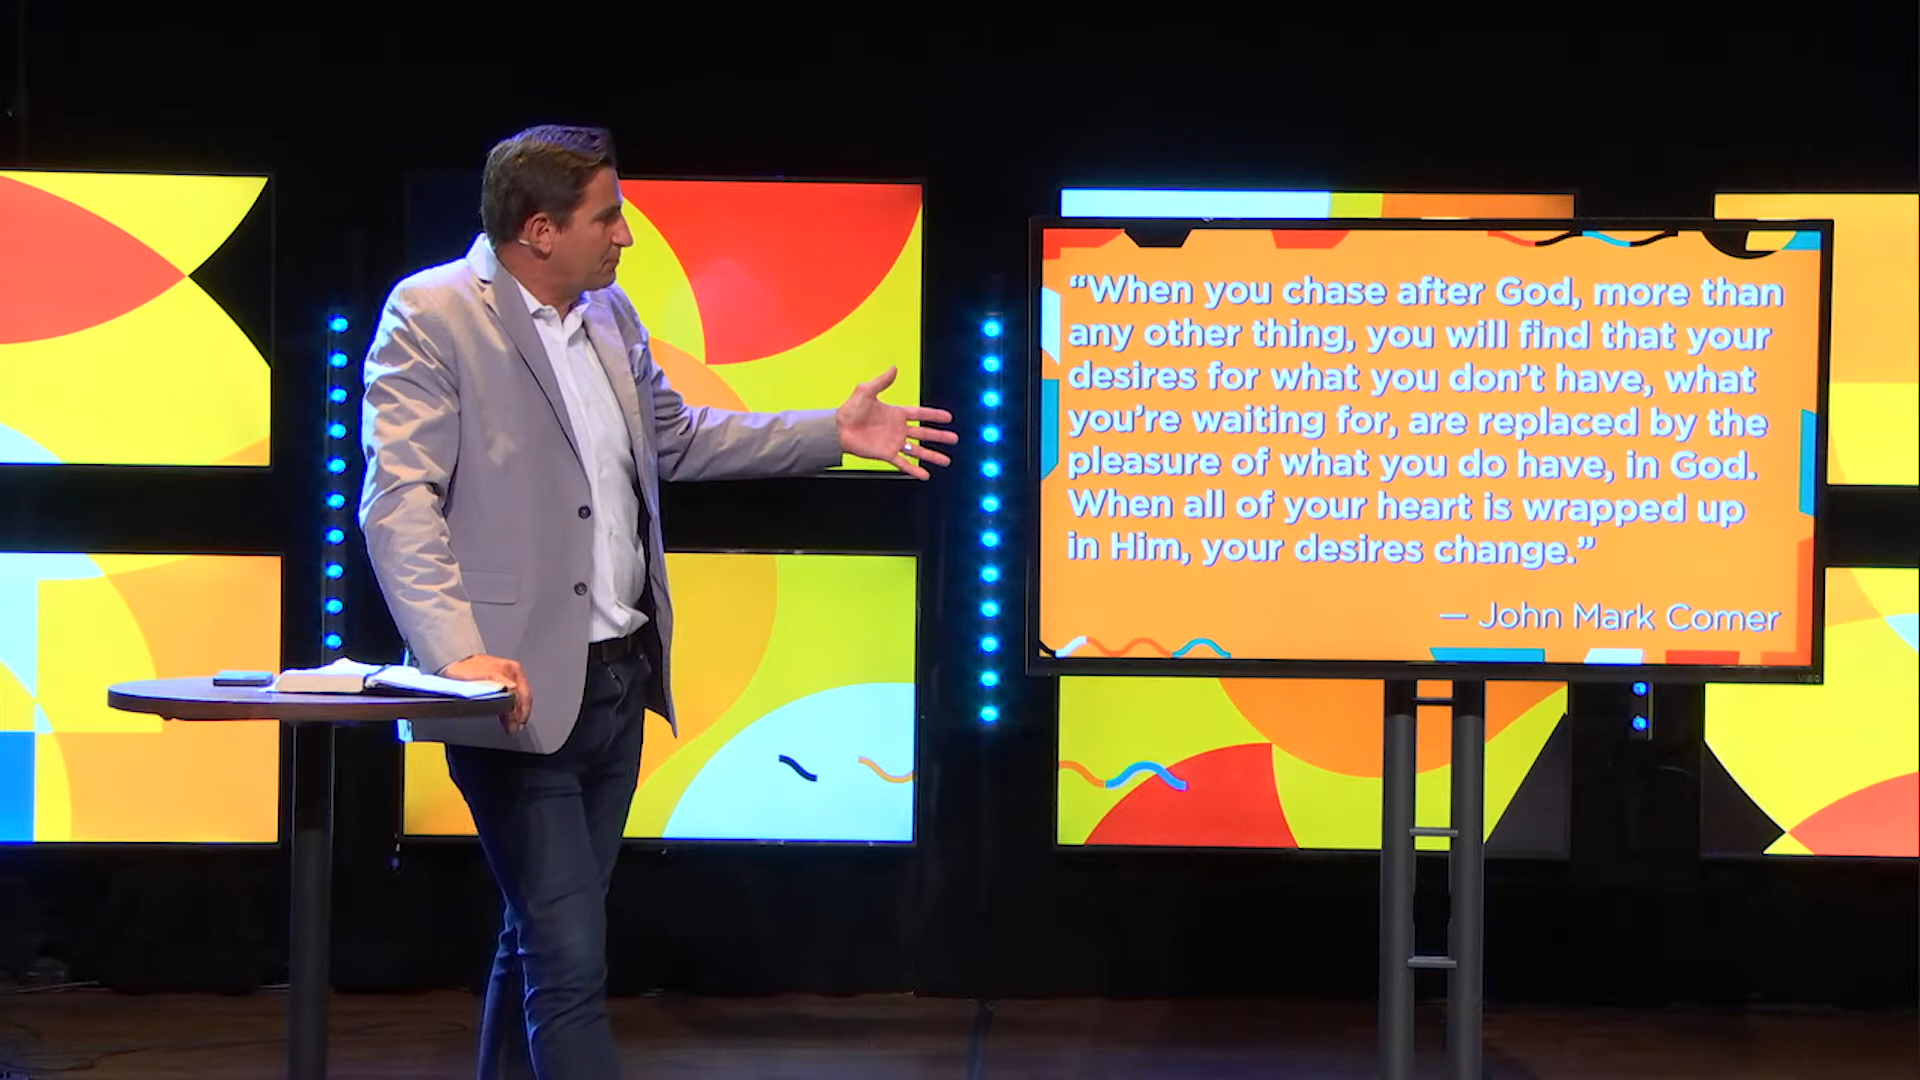 “When you chase after God, more than
any other thing, you will find that your
desires for what you don’t have, what
you’re waiting for, are replaced by the
pleasure of what you do have, in God.
When all of your heart is wrapped up
in Him, your desires change.”
— John Mark Comer
VIZIO